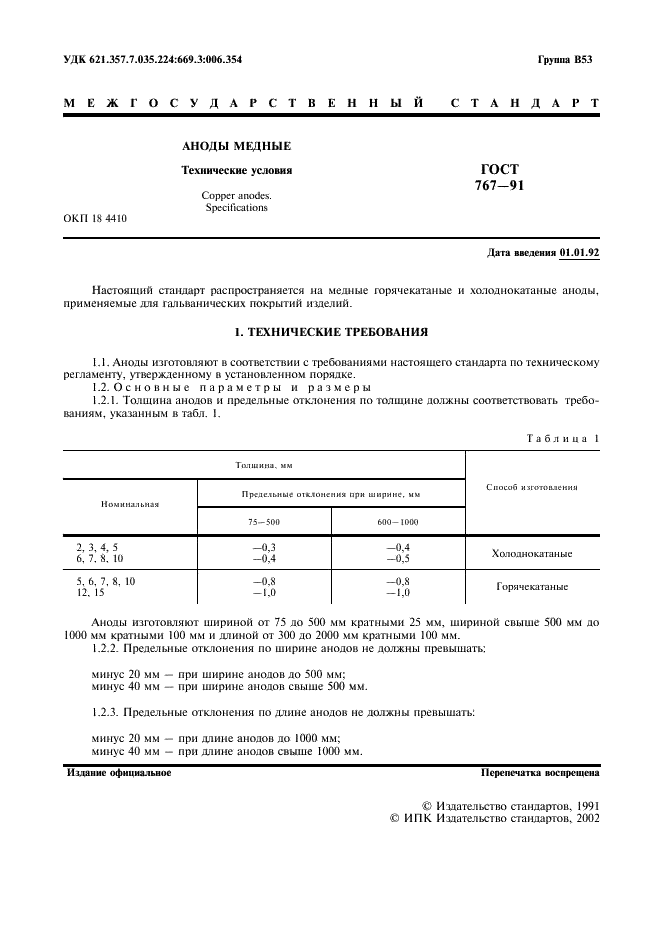 УДК 621.357.7.035.224:669.3:006.354 Группа В53
МЕЖГОСУДАРСТВЕННЫЙ СТАНДАРТ
АНОДЫ МЕДНЫЕ
Технические условия
ГОСТ
767—91
Copper anodes.
Specifications
ОКП 18 4410
Дата введения 01.01.92
Настоящий стандарт распространяется на медные горячекатаные и холоднокатаные аноды,
применяемые для гальванических покрытий изделий.
1. ТЕХНИЧЕСКИЕ ТРЕБОВАНИЯ
1.1. Аноды изготовляют в соответствии с требованиями настоящего стандарта по техническому
регламенту, утвержденному в установленном порядке.
1.2. Основные параметры и размеры
1.2.1. Толщина анодов и предельные отклонения по толщине должны соответствовать требо-
ваниям, указанным в табл. 1.
Таблица 1
Толщина, мм
Способ изготовления
Номинальная
Предельные отклонения при ширине, мм
75—500 600—1000
2, 3, 4, 5 —0,3 —0,4
6, 7, 8, 10 —0,4 —0,5
Холоднокатаные
5, 6, 7, 8, 10 —0,8 —0,8
12, 15 —1,0 —1,0
Горячекатаные
Аноды изготовляют шириной от 75 до 500 мм кратными 25 мм, шириной свыше 500 мм до
1000 мм кратными 100 мм и длиной от 300 до 2000 мм кратными 100 мм.
1.2.2. Предельные отклонения по ширине анодов не должны превышать:
минус 20 мм — при ширине анодов до 500 мм;
минус 40 мм — при ширине анодов свыше 500 мм.
1.2.3. Предельные отклонения по длине анодов не должны превышать:
минус 20 мм — при длине анодов до 1000 мм;
минус 40 мм — при длине анодов свыше 1000 мм.
Издание официальное Перепечатка воспрещена
© Издательство стандартов, 1991
© ИПК Издательство стандартов, 2002